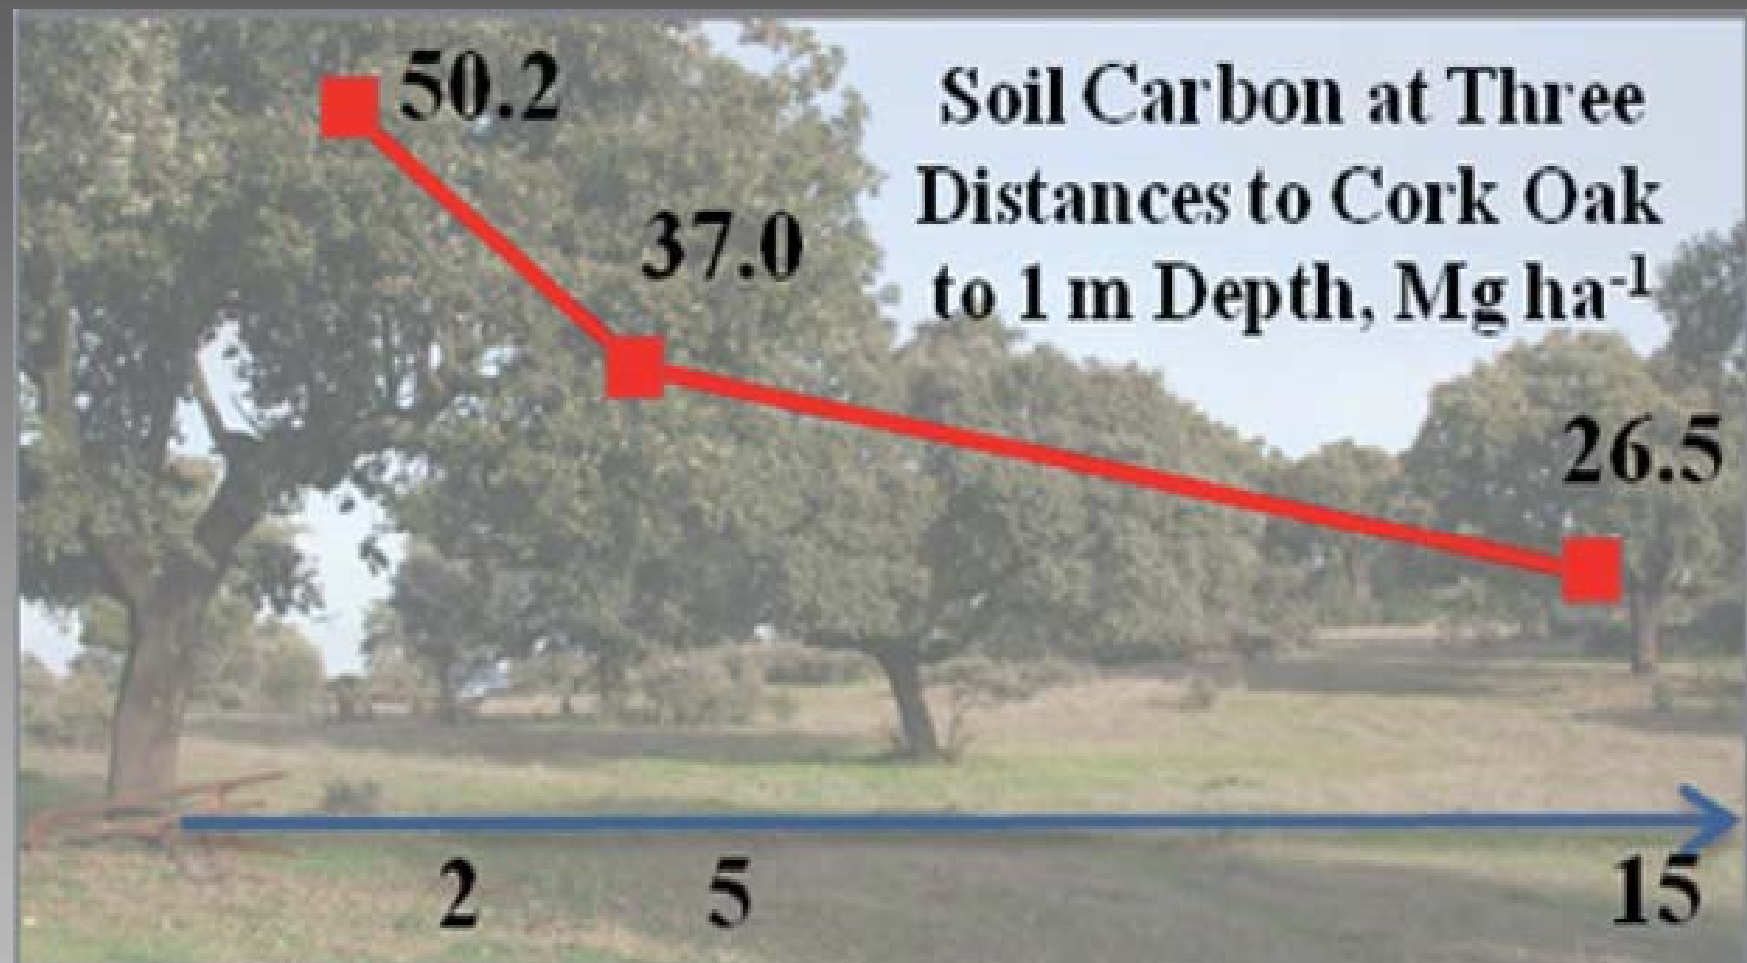 50.2
Soil Carbon at Three
Distances to Cork Oak
to 1 m Depth, Mg ha⁻¹
37.0
26.5
2 5 15